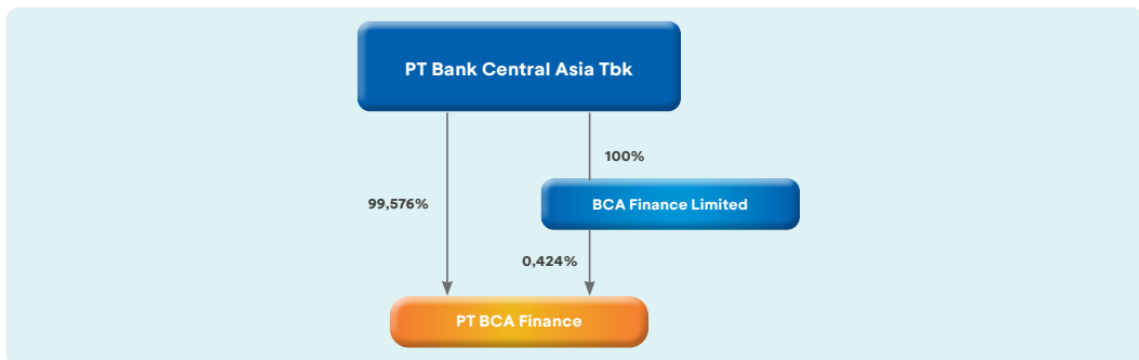 PT Bank Central Asia Tbk
100%
99,576%
BCA Finance Limited
0,424%
PT BCA Finance